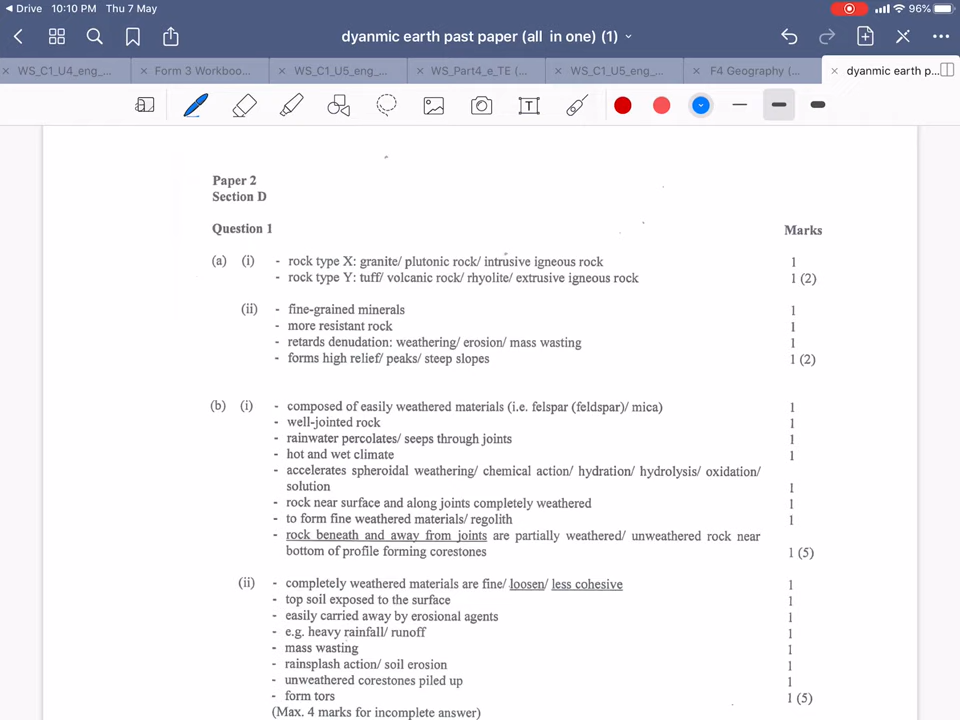 Drive 10:10 PM Thu 7 May 96%
dyanmic earth past paper (all in one) (1)
WS_C1_U4_eng_... Form 3 Workboo... WS_C1_U5_eng_... WS_Part4_e_TE (... WS_C1_U5_eng_... F4 Geography (... dyanmic earth p...
T
Paper 2
Section D
Question 1 Marks
(a) (i) - rock type X: granite/ plutonic rock/ intrusive igneous rock 1
- rock type Y: tuff/ volcanic rock/ rhyolite/ extrusive igneous rock 1 (2)
(ii) - fine-grained minerals 1
- more resistant rock 1
- retards denudation: weathering/ erosion/ mass wasting 1
- forms high relief/ peaks/ steep slopes 1 (2)
(b) (i) - composed of easily weathered materials (i.e. felspar (feldspar)/ mica) 1
- well-jointed rock 1
- rainwater percolates/ seeps through joints 1
- hot and wet climate 1
- accelerates spheroidal weathering/ chemical action/ hydration/ hydrolysis/ oxidation/
solution 1
- rock near surface and along joints completely weathered 1
- to form fine weathered materials/ regolith 1
- rock beneath and away from joints are partially weathered/ unweathered rock near
bottom of profile forming corestones 1 (5)
(ii) - completely weathered materials are fine/ loosen/ less cohesive 1
- top soil exposed to the surface 1
- easily carried away by erosional agents 1
- e.g. heavy rainfall/ runoff 1
- mass wasting 1
- rainsplash action/ soil erosion 1
- unweathered corestones piled up 1
- form tors 1 (5)
(Max. 4 marks for incomplete answer)